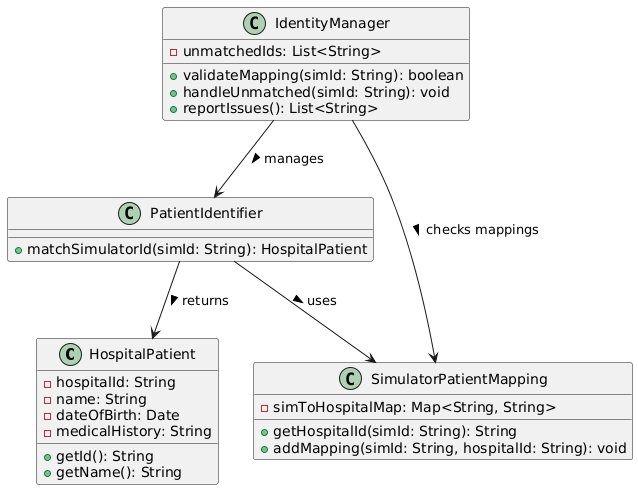 C IdentityManager
unmatchedIds: List<String>
validateMapping(simId: String): boolean
handleUnmatched(simId: String): void
reportIssues(): List<String>
manages
checks mappings
C PatientIdentifier
matchSimulatorId(simId: String): HospitalPatient
returns
uses
C HospitalPatient
hospitalId: String
name: String
dateOfBirth: Date
medicalHistory: String
getId(): String
getName(): String
C SimulatorPatientMapping
simToHospitalMap: Map<String, String>
getHospitalId(simId: String): String
addMapping(simId: String, hospitalId: String): void